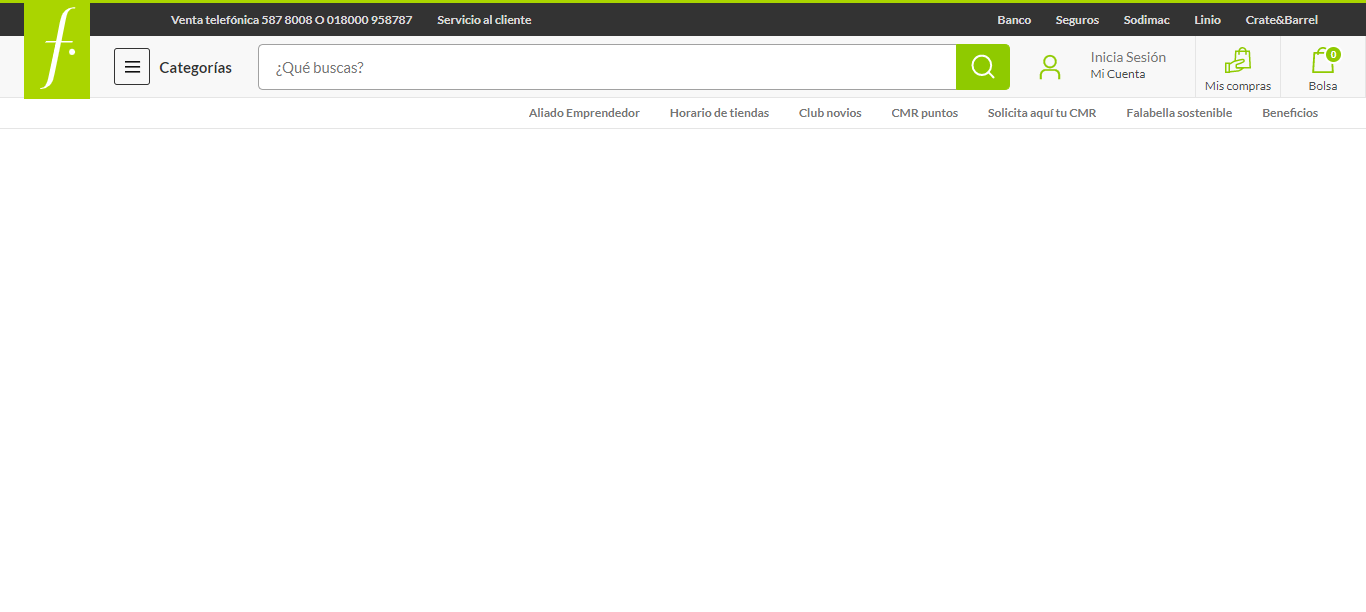 Venta telefónica 587 8008 O 018000 958787 Servicio al cliente Banco Seguros Sodimac Linio Crate&Barrel
f.
Categorías ¿Qué buscas? Inicia Sesión
Mi Cuenta
Mis compras
0
Bolsa
Aliado Emprendedor Horario de tiendas Club novios CMR puntos Solicita aquí tu CMR Falabella sostenible Beneficios